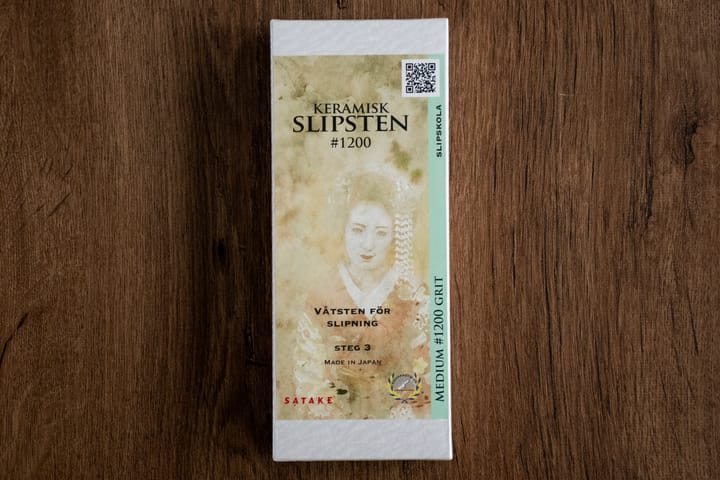 KERAMISK
SLIPSTEN
#1200
SLIPSKOLA
VÅTSTEN FÖR
SLIPNING
STEG 3
MADE IN JAPAN
MEDIUM #1200 GRIT
SATAKE